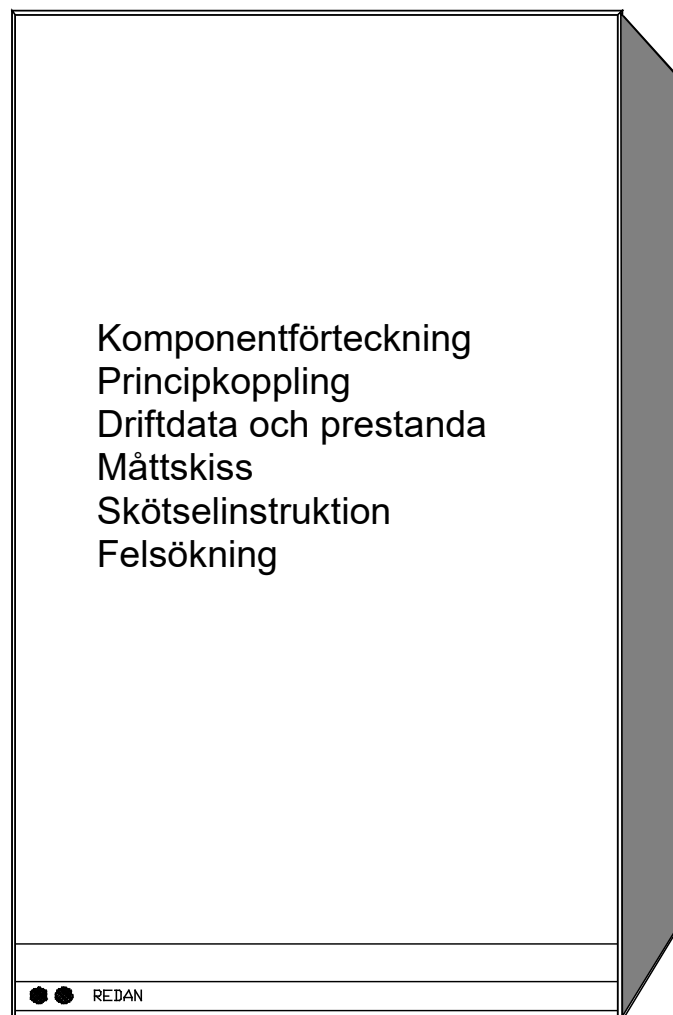 Komponentförteckning
Principkoppling
Driftdata och prestanda
Måttskiss
Skötselinstruktion
Felsökning
REDAN